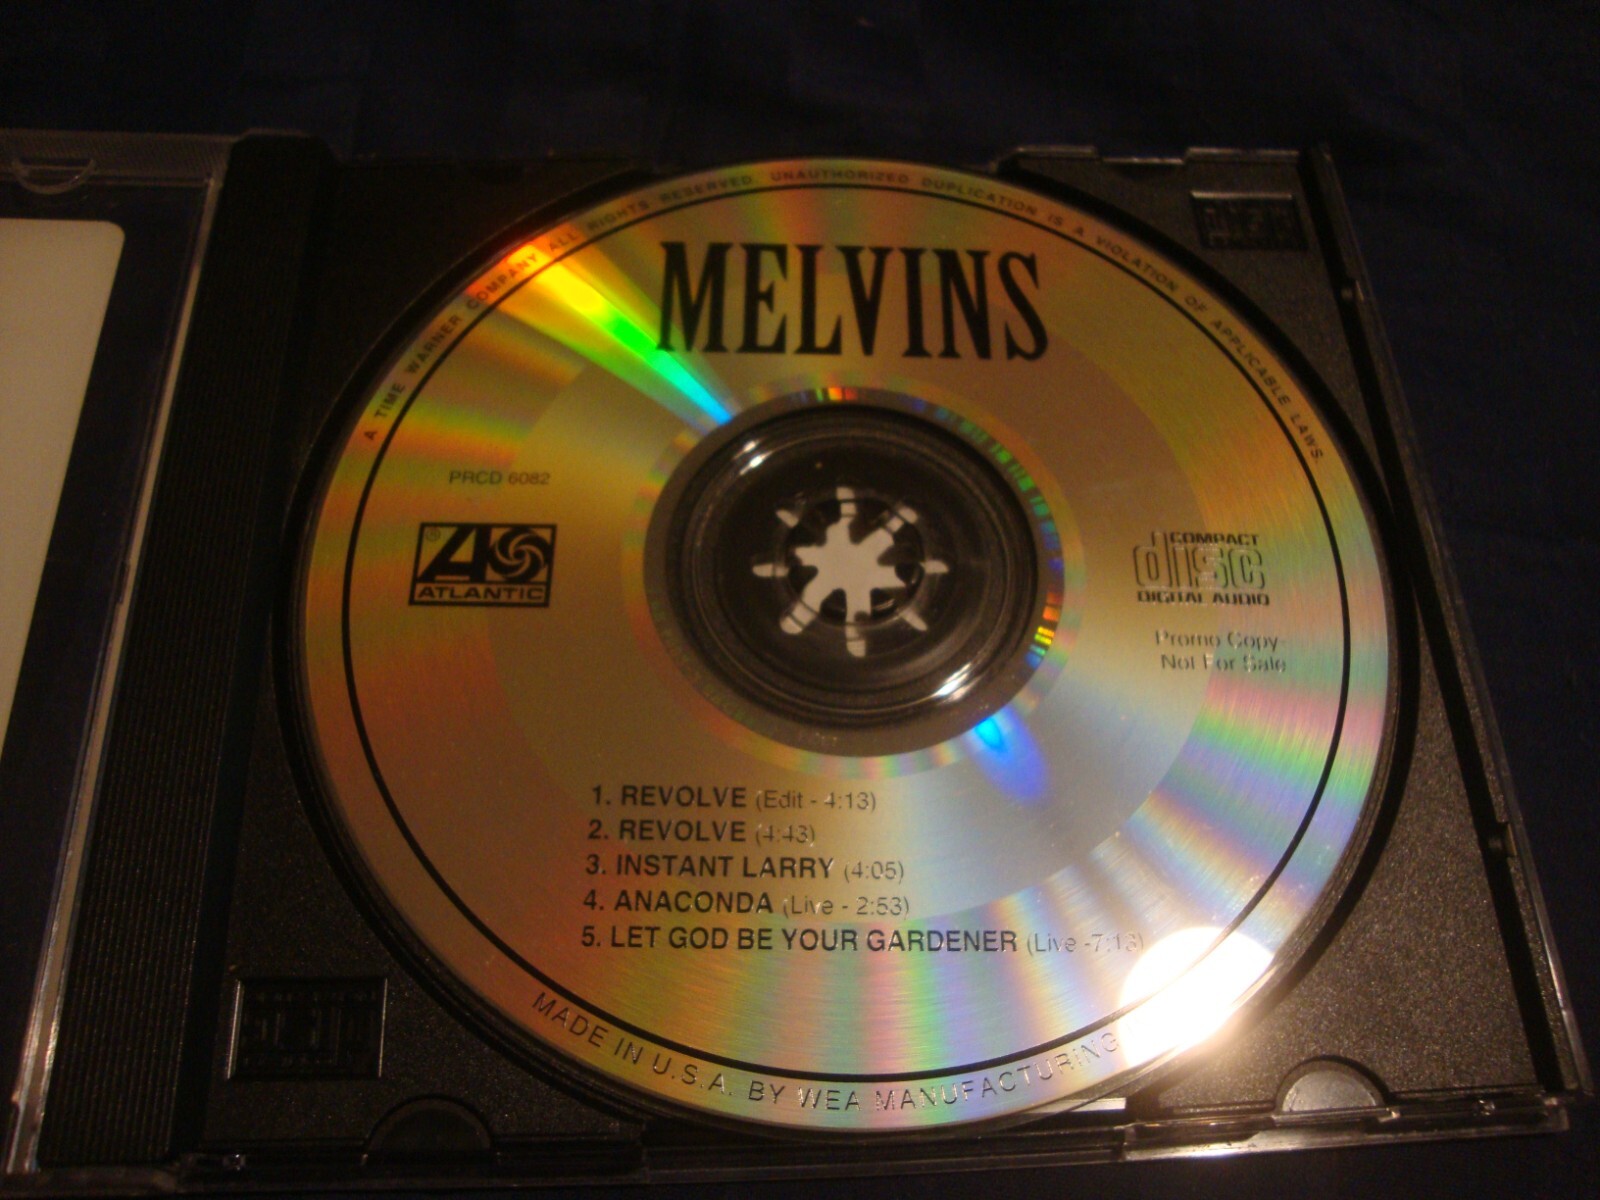 A TIME WARNER COMPANY ALL RIGHTS RESERVED. UNAUTHORIZED DUPLICATION IS A VIOLATION OF APPLICABLE LAWS.
MELVINS
PRCD 6082
® ATLANTIC
COMPACT
disc
DIGITAL AUDIO
Promo Copy-
Not For Sale
1. REVOLVE (Edit - 4:13)
2. REVOLVE (4:43)
3. INSTANT LARRY (4:05)
4. ANACONDA (Live - 2:53)
5. LET GOD BE YOUR GARDENER (Live -7:13)
MADE IN U.S.A. BY WEA MANUFACTURING